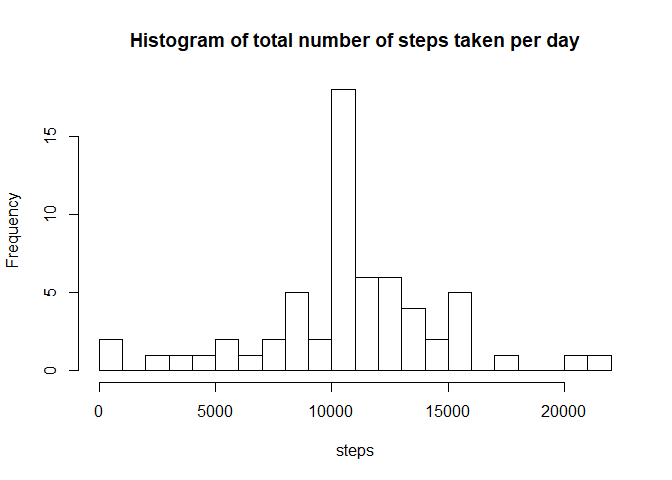 Histogram of total number of steps taken per day
Frequency
15
10
5
0
0 5000 10000 15000 20000
steps